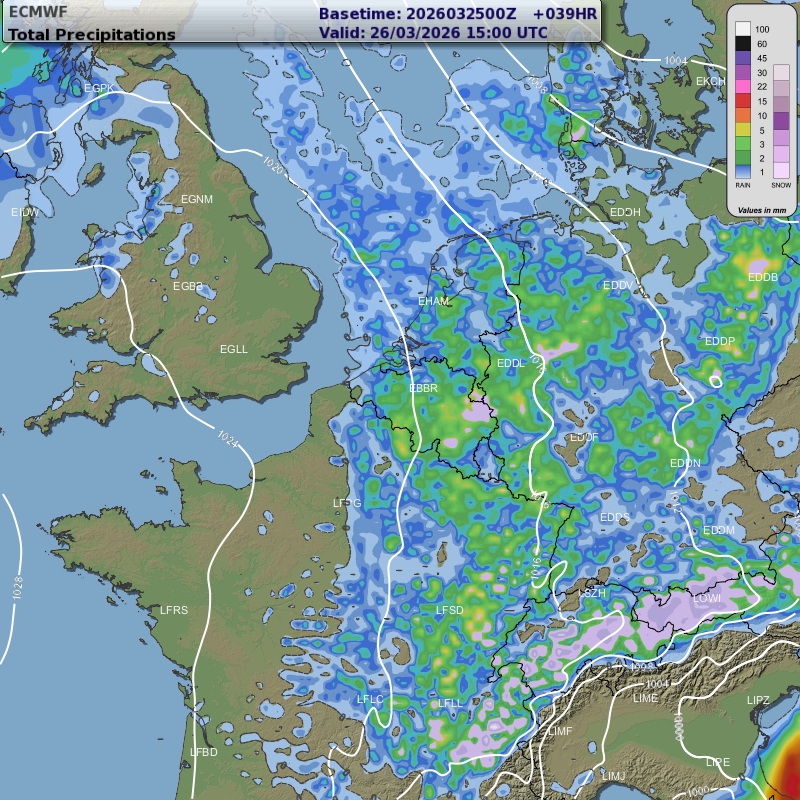 ECMWF
Basetime: 2026032500Z +039HR
Total Precipitations
Valid: 26/03/2026 15:00 UTC
100
60
45
30
22
15
10
5
3
2
1
RAIN
SNOW
Values in mm
1004
EKCH
EGPK
1020
EIDW
EGNM
EDDH
EGBB
EDDV
EDDB
EHAM
EGLL
EDDL
EDDP
EBBR
1024
EDDF
EDDN
LFPG
EDDS
EDDM
1028
1016
LFRS
LFSD
LSZH
LOWI
1004
LIME
LIPZ
LFLC
LFLL
LIMF
1000
LFBD
LIPE
LIMJ
1000